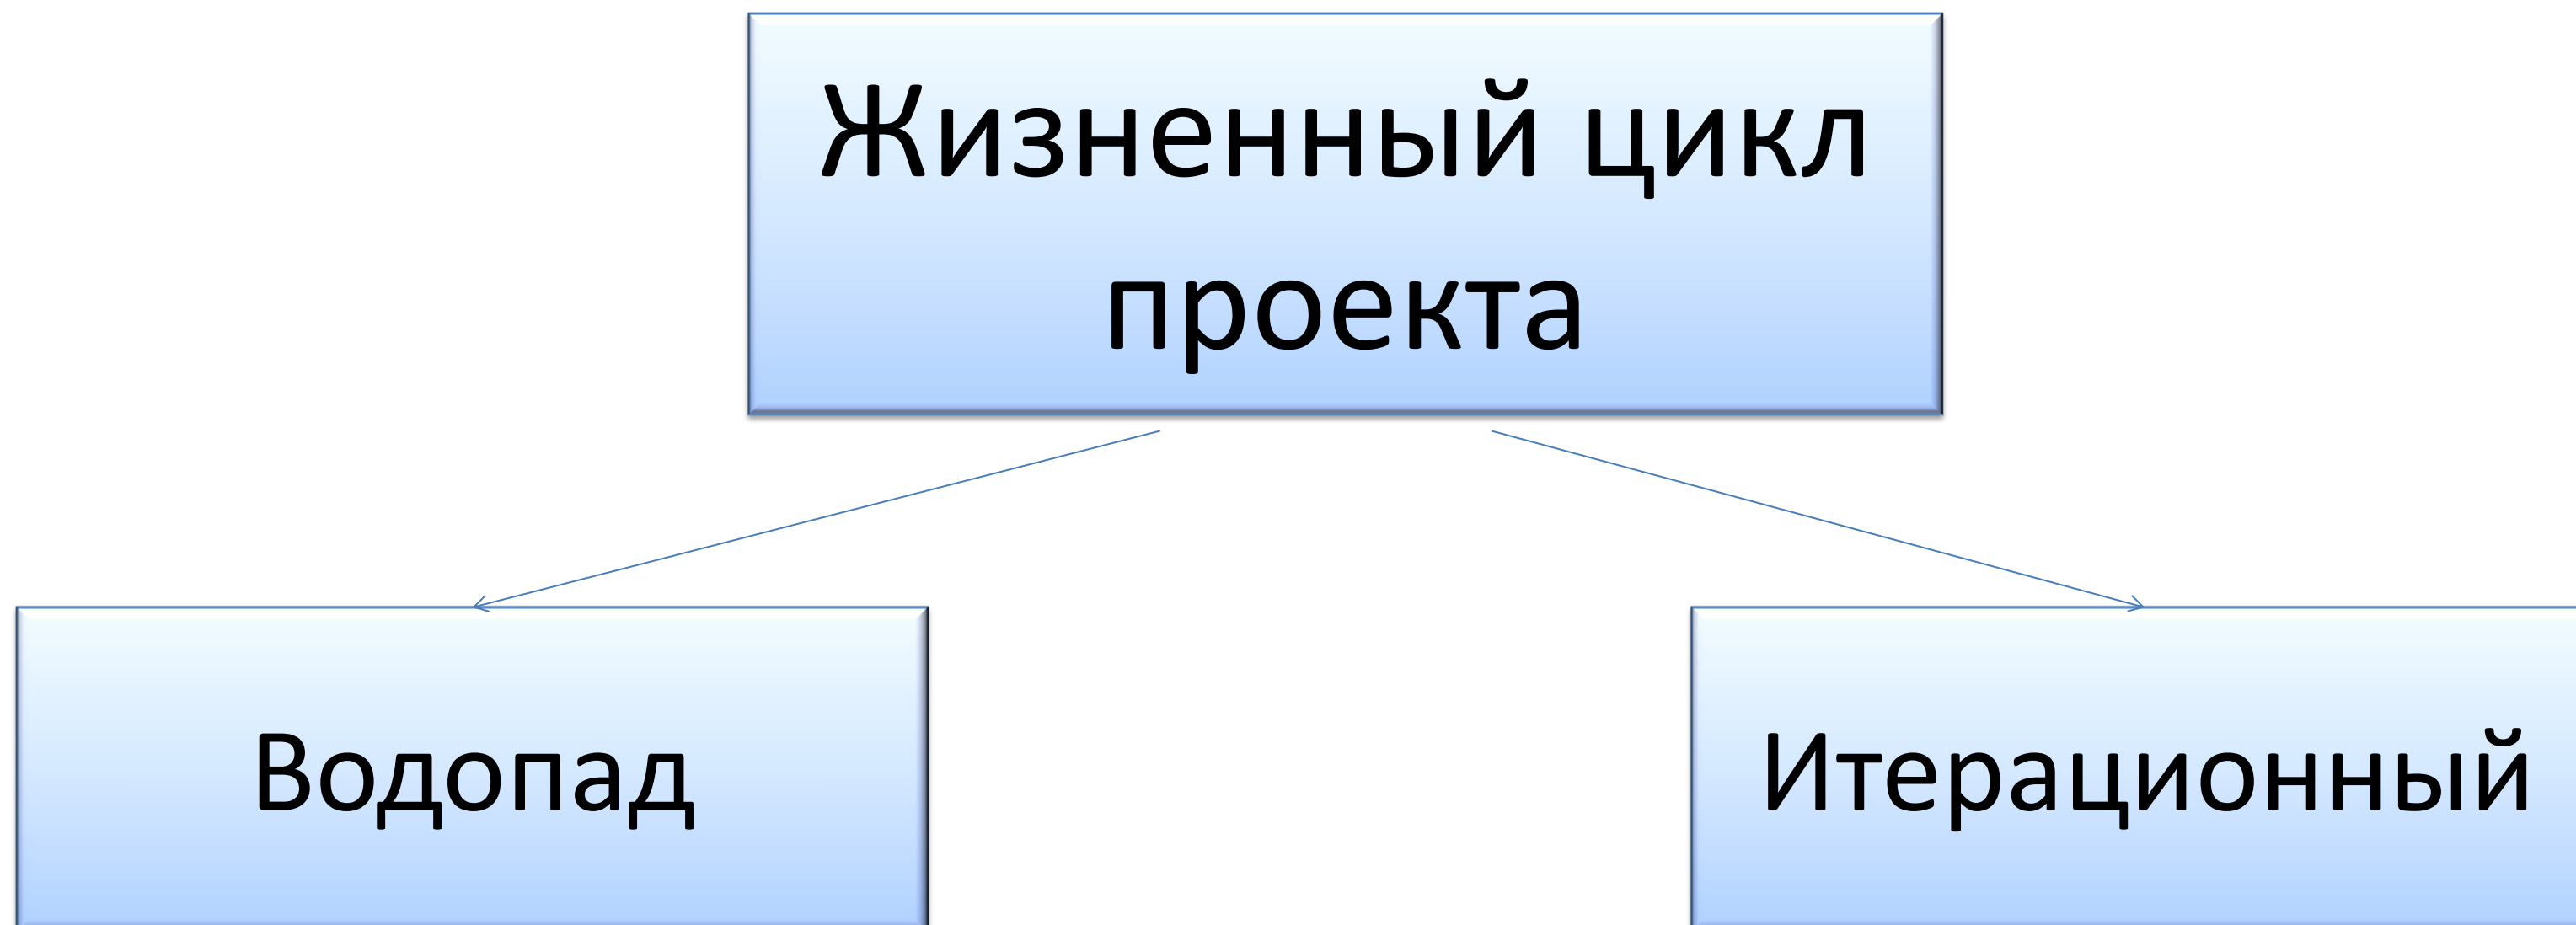 Жизненный цикл
проекта
Водопад
Итерационный